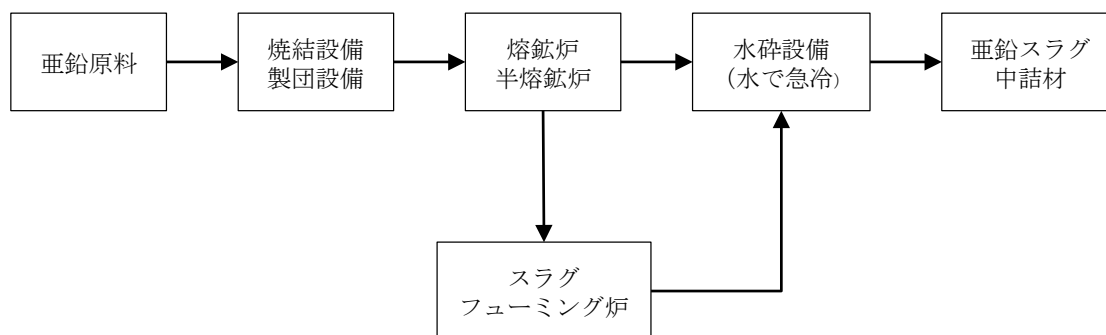 亜鉛原料
焼結設備
製団設備
熔鉱炉
半熔鉱炉
水砕設備
(水で急冷)
亜鉛スラグ
中詰材
スラグ
フューミング炉